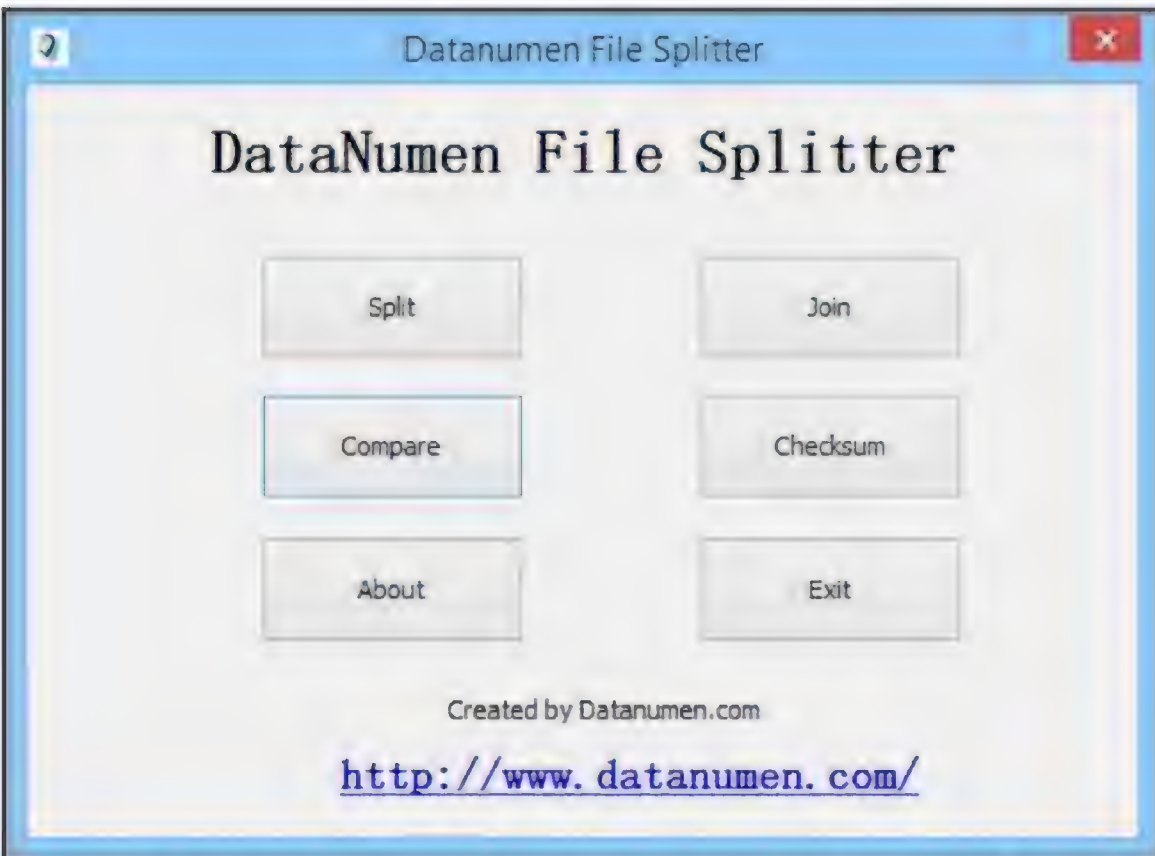 Datanumen File Splitter
DataNumen File Splitter
Split Join
Compare Checksum
About Exit
Created by Datanumen.com
http://www.datanumen.com/